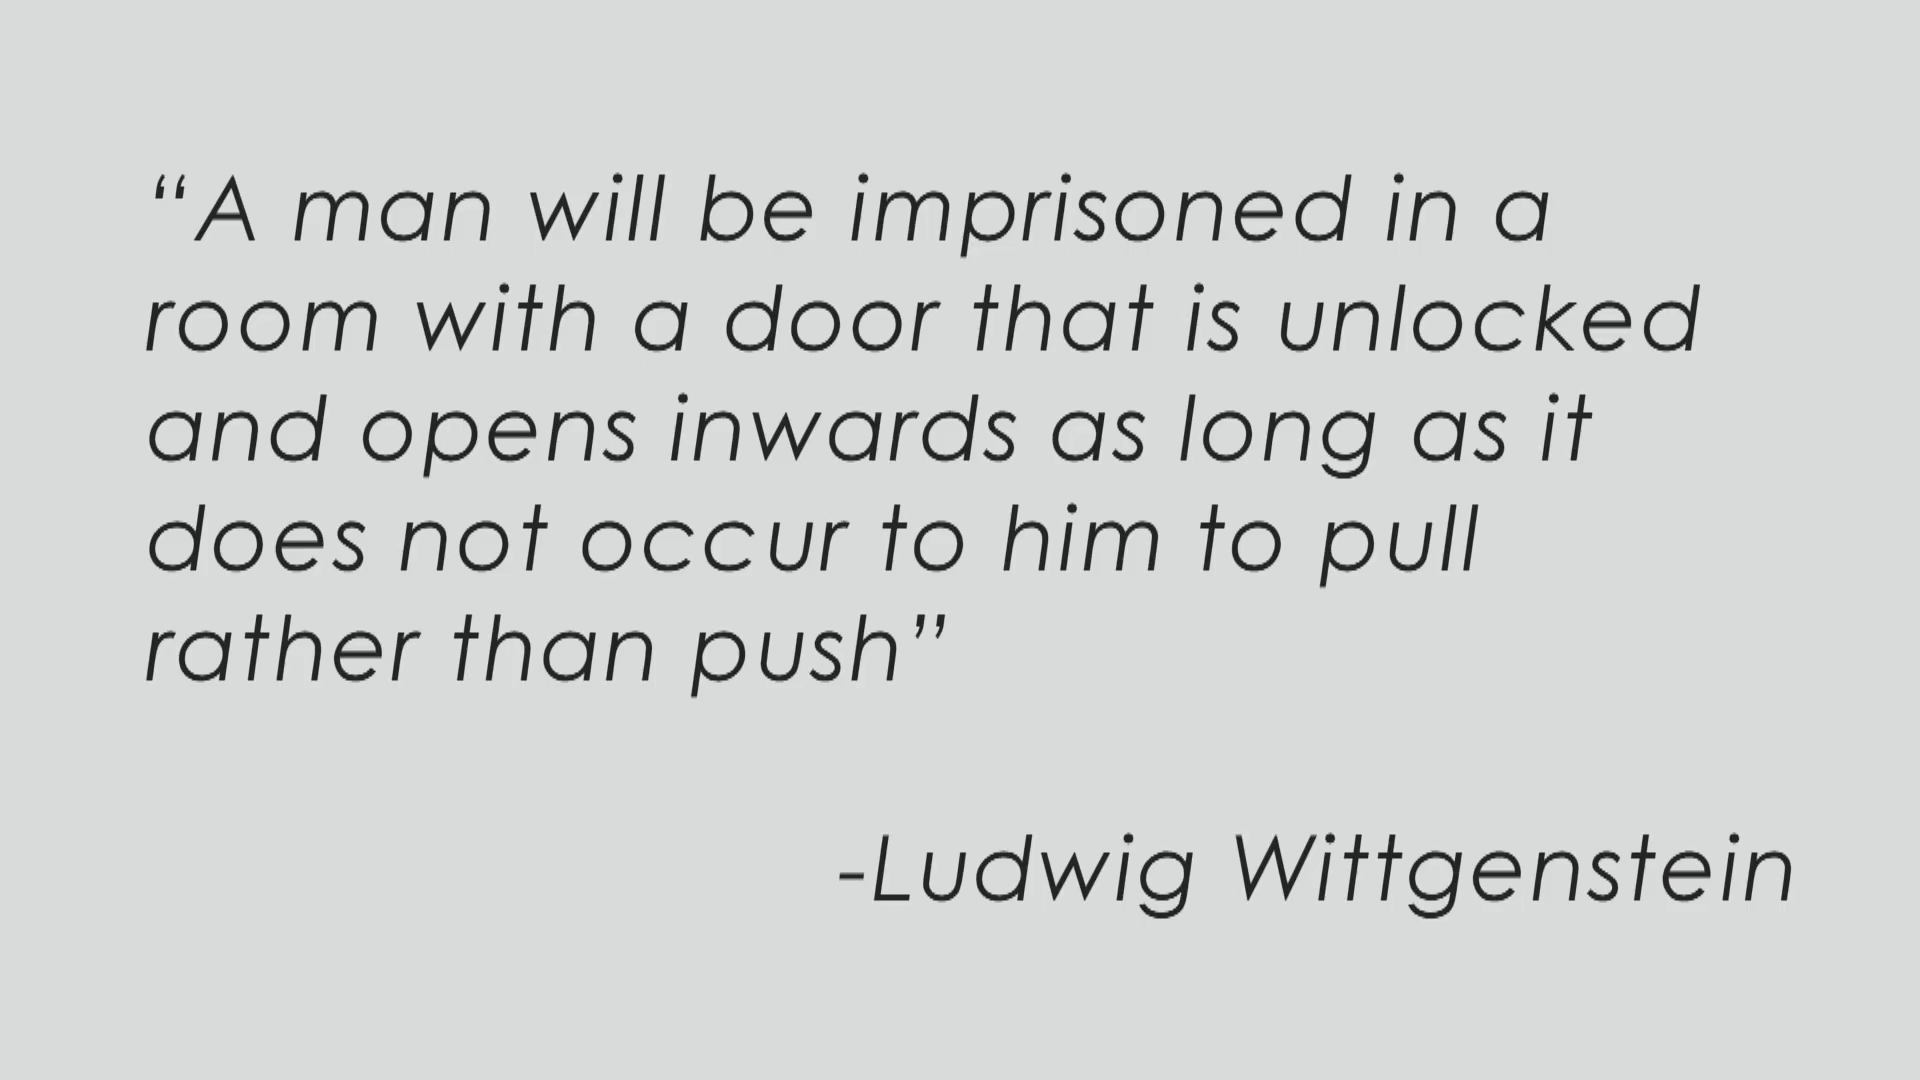 “A man will be imprisoned in a
room with a door that is unlocked
and opens inwards as long as it
does not occur to him to pull
rather than push”
-Ludwig Wittgenstein